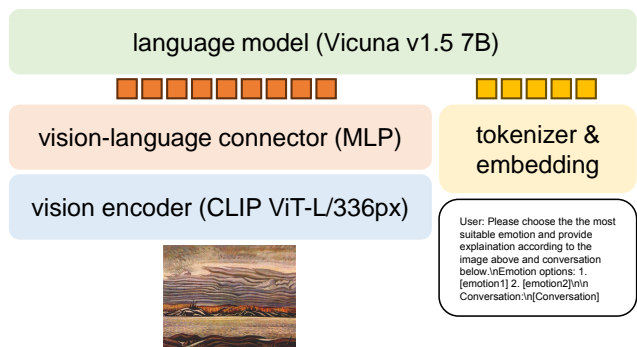 language model (Vicuna v1.5 7B)
vision-language connector (MLP)
tokenizer &
embedding
vision encoder (CLIP ViT-L/336px)
User: Please choose the the most
suitable emotion and provide
explaination according to the
image above and conversation
below.\nEmotion options: 1.
[emotion1] 2. [emotion2]\n\n
Conversation:\n[Conversation]